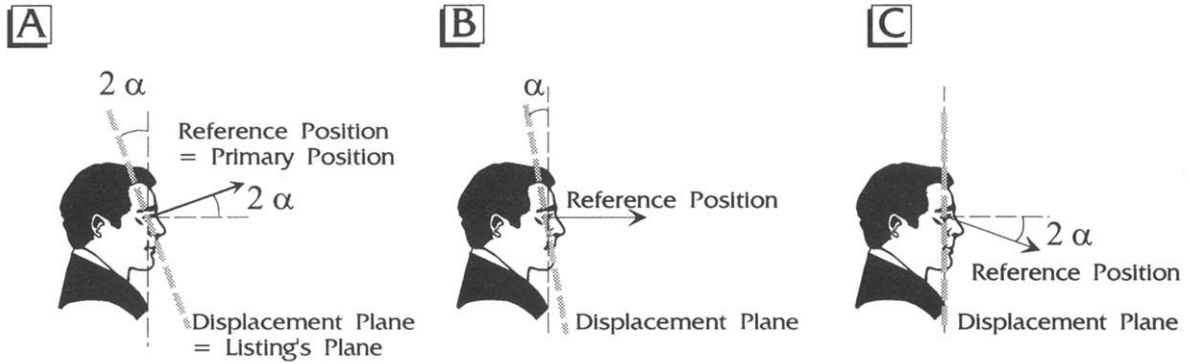 A
2 α
Reference Position
= Primary Position
2 α
Displacement Plane
= Listing's Plane
B
α
Reference Position
Displacement Plane
C
2 α
Reference Position
Displacement Plane